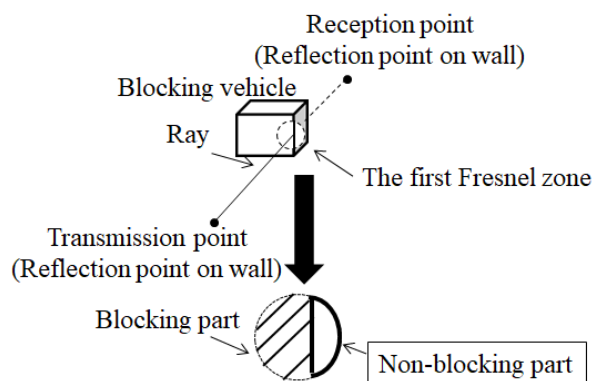 Reception point
(Reflection point on wall)
Blocking vehicle
Ray
The first Fresnel zone
Transmission point
(Reflection point on wall)
Blocking part
Non-blocking part